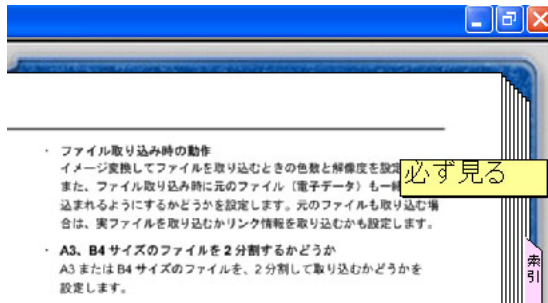 ・ ファイル取り込み時の動作
イメージ変換してファイルを取り込むときの色数と解像度を設定
また、ファイル取り込み時に元のファイル（電子データ）も一緒
込まれるようにするかどうかを設定します。元のファイルも取り込む場
合は、実ファイルを取り込むかリンク情報を取り込むかも設定します。
必ず見る
・ A3、B4 サイズのファイルを 2 分割するかどうか
A3 または B4 サイズのファイルを、2 分割して取り込むかどうかを
設定します。
索引